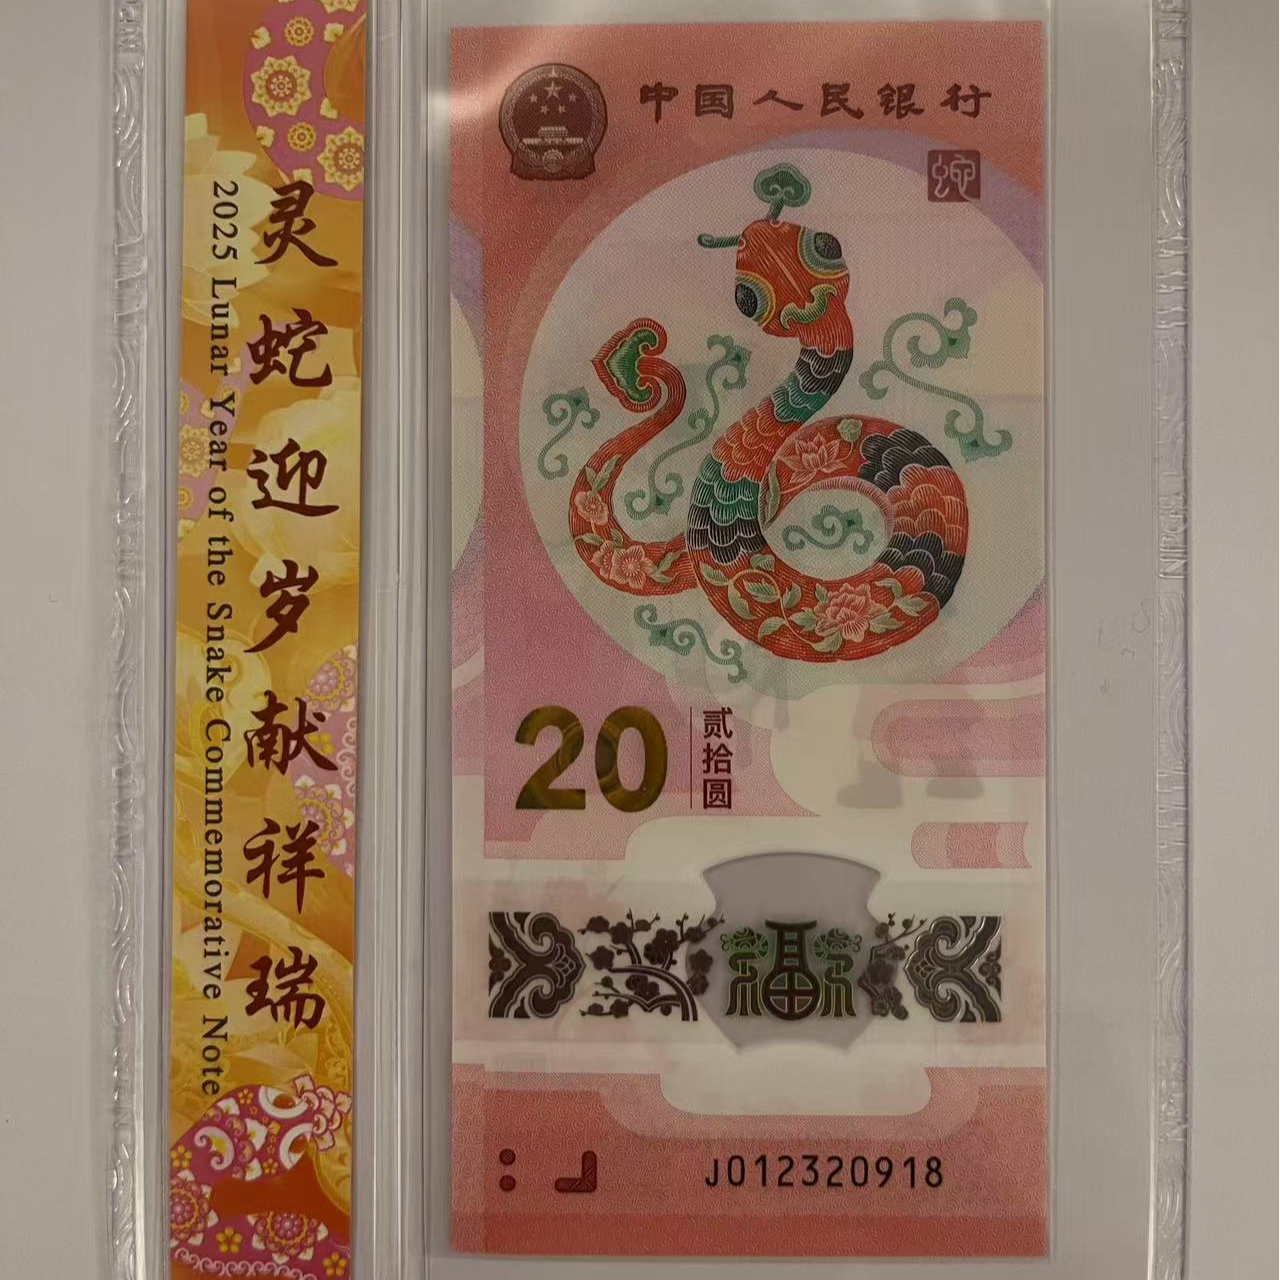 灵蛇迎岁献祥瑞
2025 Lunar Year of the Snake Commemorative Note
中国人民银行
蛇
20
贰拾圆
福
J012320918